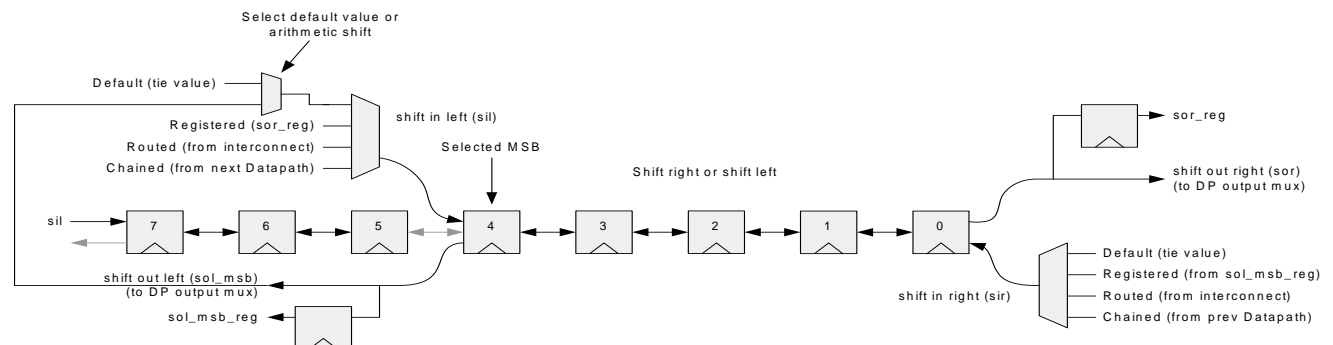 Select default value or
arithmetic shift
Default (tie value)
shift in left (sil)
Registered (sor_reg)
Routed (from interconnect)
Chained (from next Datapath)
Selected MSB
Shift right or shift left
sor_reg
shift out right (sor)
(to DP output mux)
sil
7
6
5
4
3
2
1
0
shift out left (sol_msb)
(to DP output mux)
sol_msb_reg
shift in right (sir)
Default (tie value)
Registered (from sol_msb_reg)
Routed (from interconnect)
Chained (from prev Datapath)